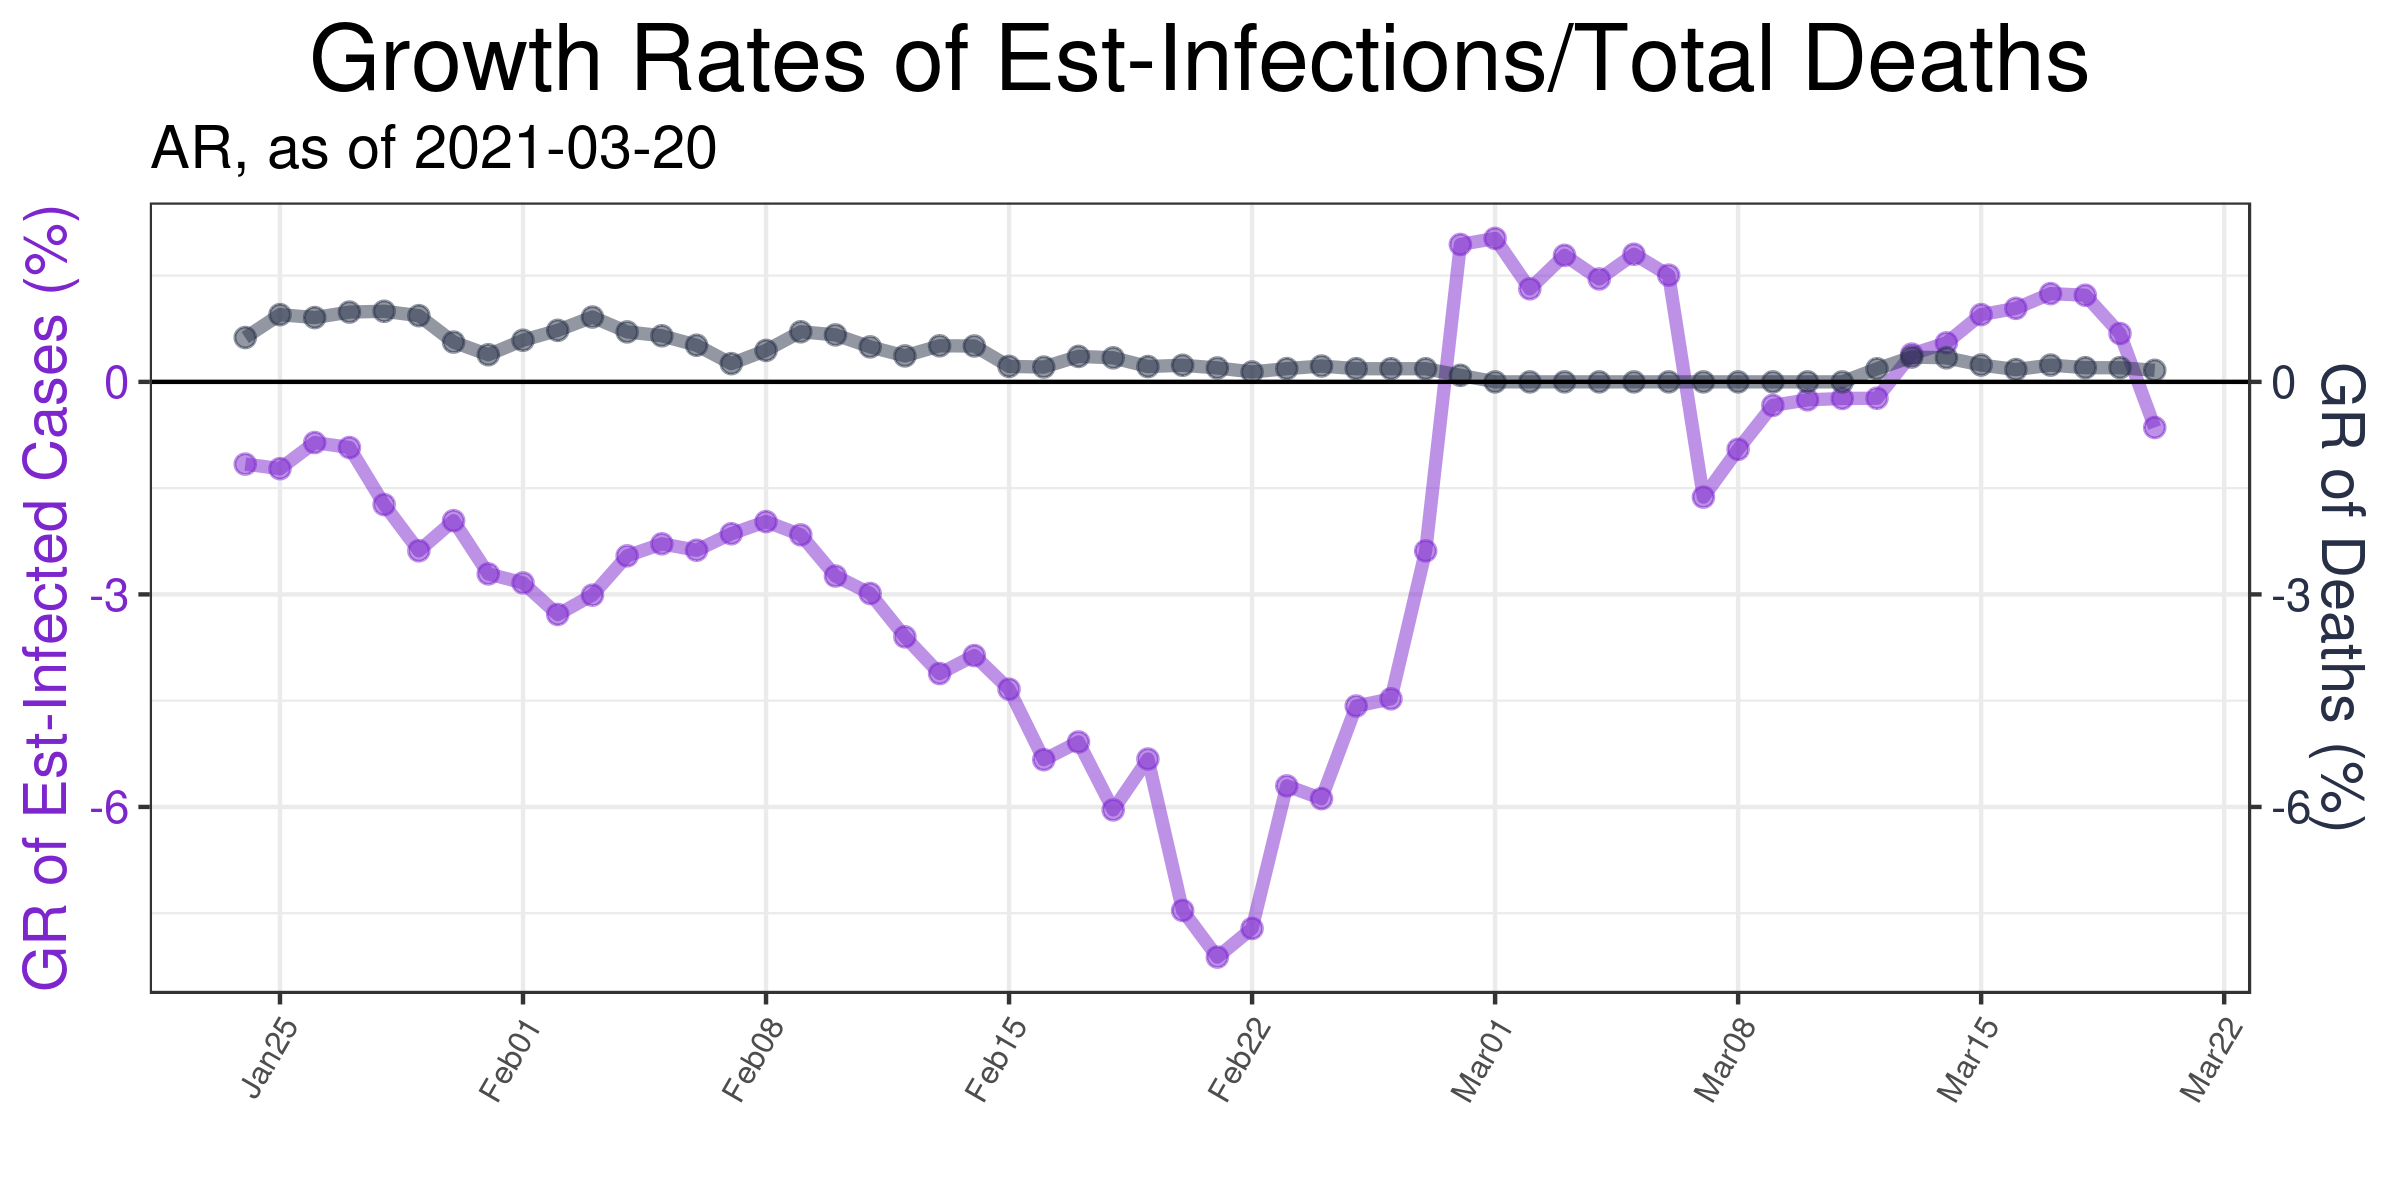 Growth Rates of Est-Infections/Total Deaths
AR, as of 2021-03-20
GR of Est-Infected Cases (%)
0
-3
-6
0
-3
-6
GR of Deaths (%)
Jan25
Feb01
Feb08
Feb15
Feb22
Mar01
Mar08
Mar15
Mar22